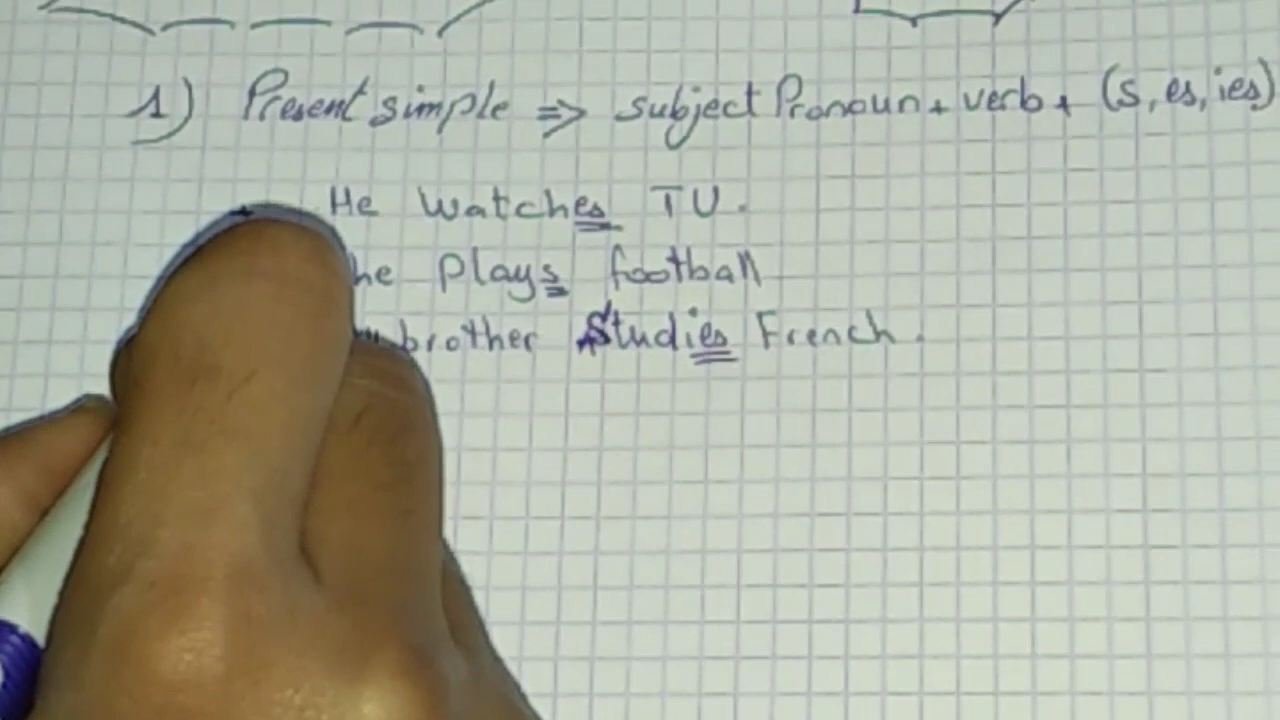 1) Present simple => subject Pronoun + verb + (s, es, ies)
He watches TV.
he plays football
brother Studies French.